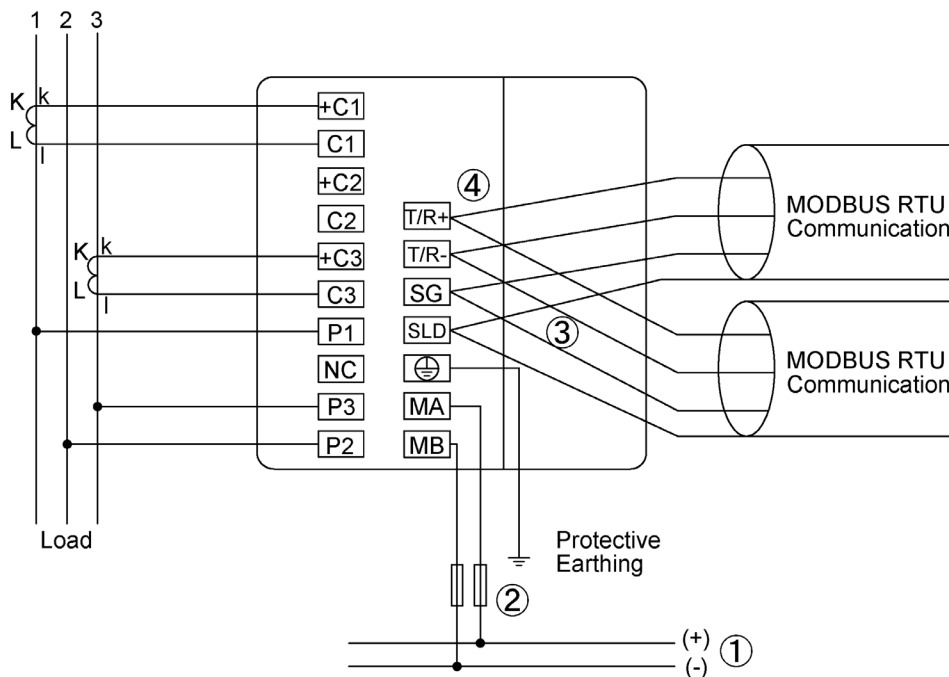 1 2 3
K k
L l
K k
L l
+C1
C1
+C2
C2
+C3
C3
P1
NC
P3
P2
④
T/R+
T/R-
SG
SLD
MA
MB
③
MODBUS RTU
Communication
MODBUS RTU
Communication
Load
Protective
Earthing
②
(+)
(-)
①